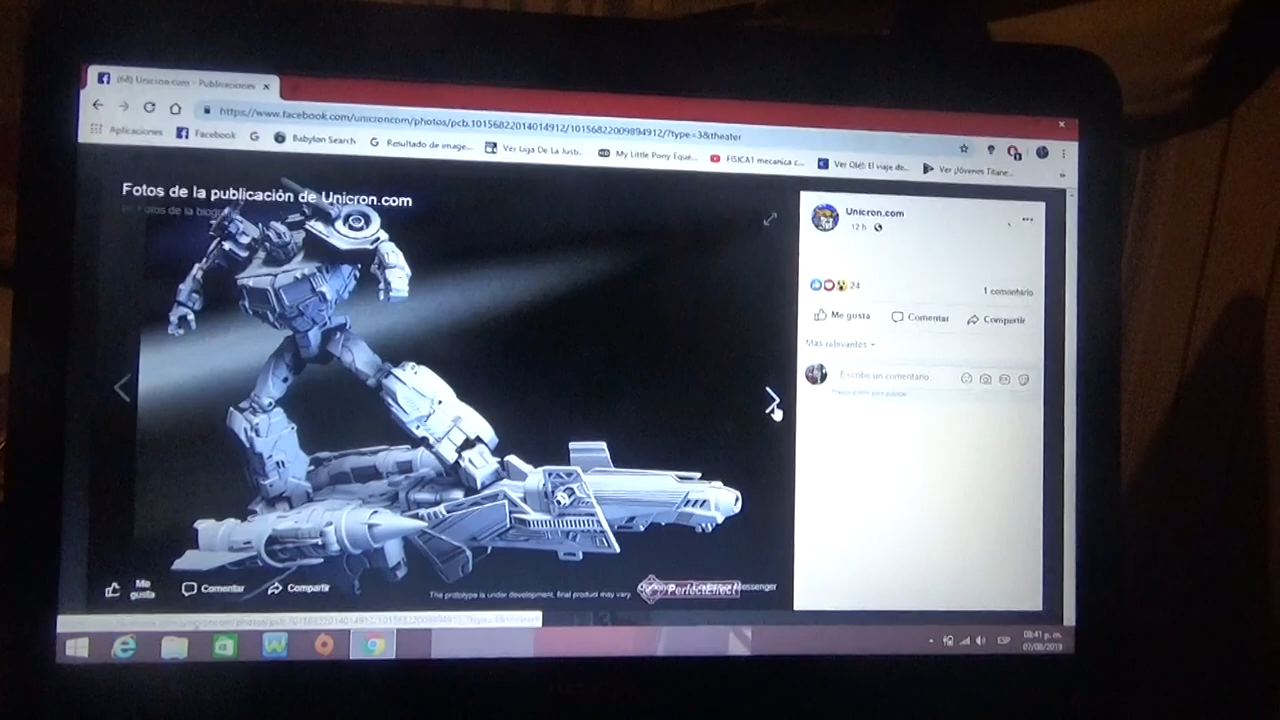 (68) Unicron.com - Publicaciones
https://www.facebook.com/unicroncom/photos/pcb.10156822014014912/10156822009894912/?type=3&theater
Aplicaciones Facebook Babylon Search Resultado de image... Ver Liga De La Justi... My Little Pony Eque... FISICA1 mecanica c... Ver Olé! El viaje de... Ver ¡Jóvenes Titane...
Fotos de la publicación de Unicron.com
Unicron.com
12 h
24
1 comentario
Me gusta Comentar Compartir
Más relevantes
Escribe un comentario
Me gusta Comentar Compartir
The prototype is under development, final product may vary.
PerfectEffect
Messenger
ESP
08:41 p. m.
07/08/2019